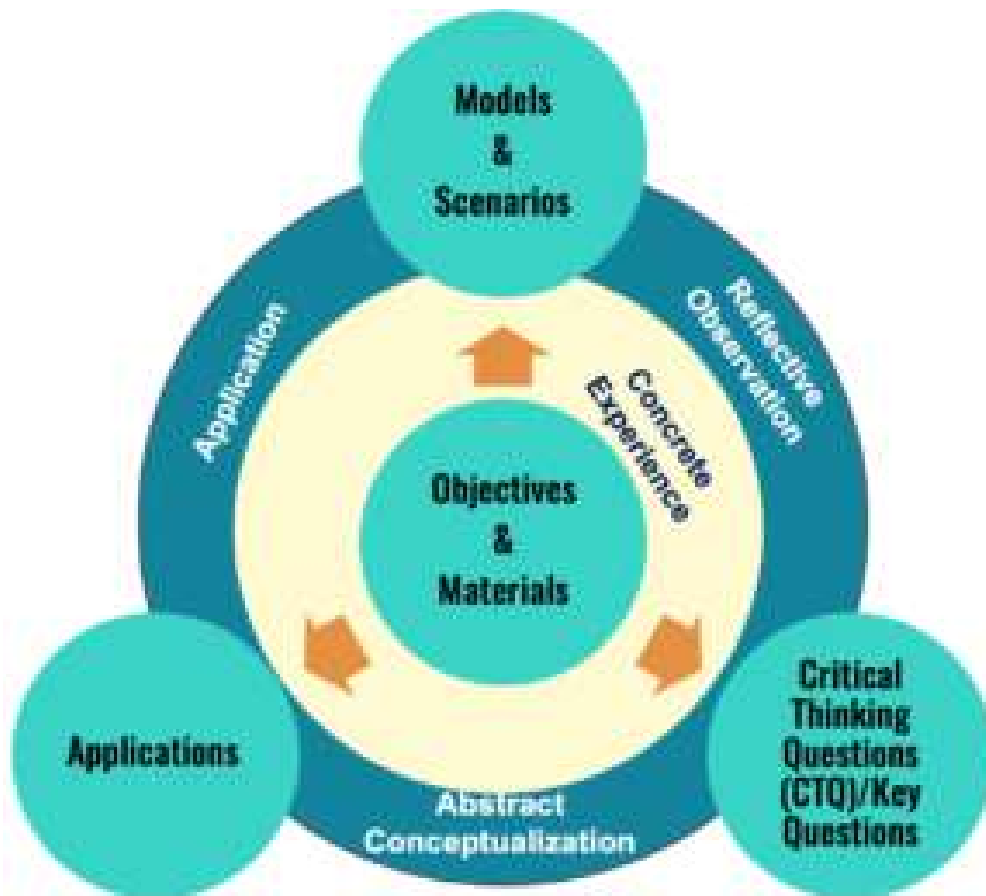 Models
&
Scenarios
Application
Reflective
Observation
Concrete
Experience
Objectives
&
Materials
Applications
Critical
Thinking
Questions
(CTQ)/Key
Questions
Abstract
Conceptualization